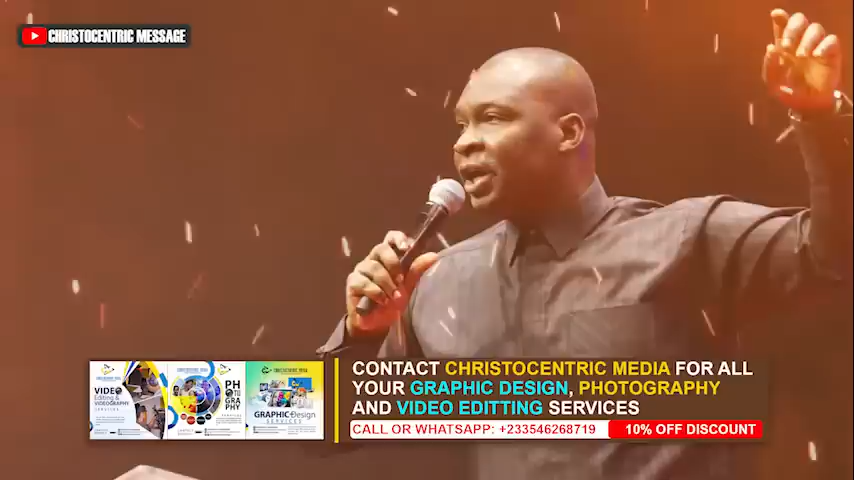 CHRISTOCENTRIC MESSAGE
CONTACT CHRISTOCENTRIC MEDIA FOR ALL
YOUR GRAPHIC DESIGN, PHOTOGRAPHY
AND VIDEO EDITTING SERVICES
CALL OR WHATSAPP: +233546268719
10% OFF DISCOUNT
VIDEO
Editing &
VIDEOGRAPHY
PH
OTO
GRA
PHY
GRAPHIC Design
SERVICES